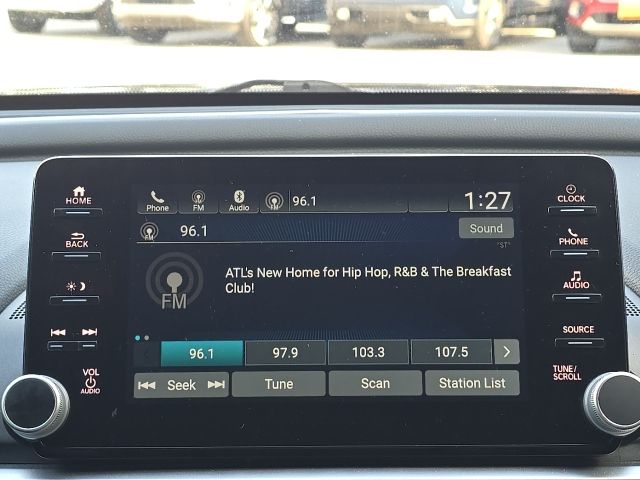 HOME
BACK
VOL
AUDIO
Phone
FM
Audio
96.1
1:27
FM
96.1
Sound
"ST"
FM
ATL's New Home for Hip Hop, R&B & The Breakfast
Club!
96.1
97.9
103.3
107.5
Seek
Tune
Scan
Station List
CLOCK
PHONE
AUDIO
SOURCE
TUNE/
SCROLL